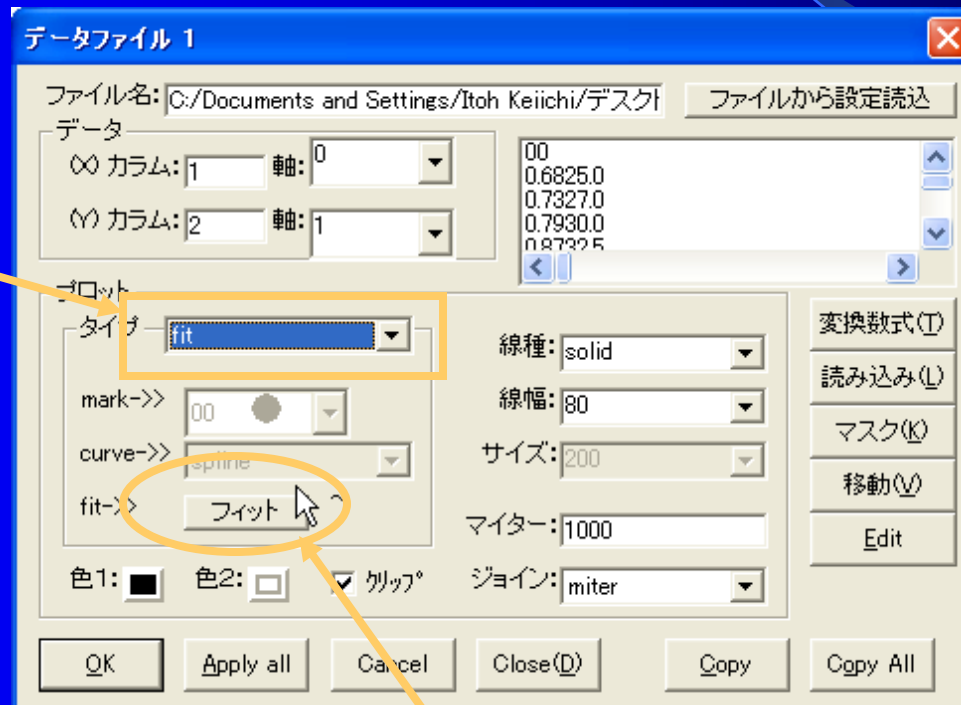 データファイル 1
ファイル名: C:/Documents and Settings/Itoh Keiichi/デスクト ファイルから設定読込
データ
(X) カラム: 1 軸: 0
(Y) カラム: 2 軸: 1
00
0.6825.0
0.7327.0
0.7930.0
0.8732.5
プロット
タイプ fit
mark->> 00
curve->> spline
fit->> フィット ^
線種: solid
線幅: 80
サイズ: 200
マイター: 1000
ジョイン: miter
色1: 色2: クリップ
変換数式(T)
読み込み(L)
マスク(K)
移動(V)
Edit
OK Apply all Cancel Close(D) Copy Copy All